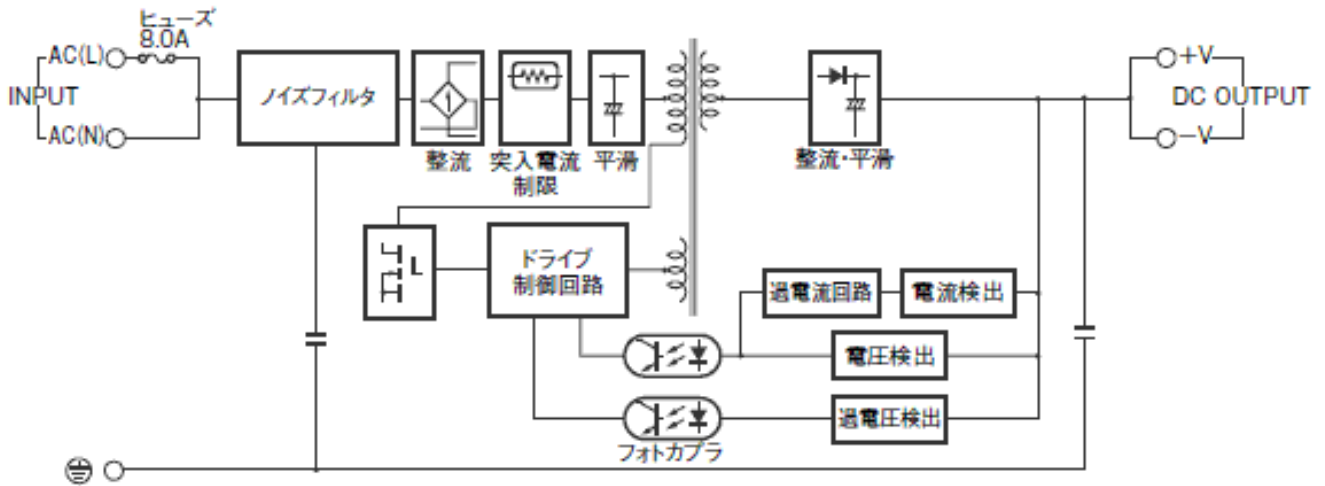 ヒューズ
8.0A
AC(L)
INPUT
AC(N)
ノイズフィルタ
整流
突入電流
制限
平滑
整流・平滑
+V
DC OUTPUT
−V
ドライブ
制御回路
過電流回路
電流検出
電圧検出
過電圧検出
フォトカプラ